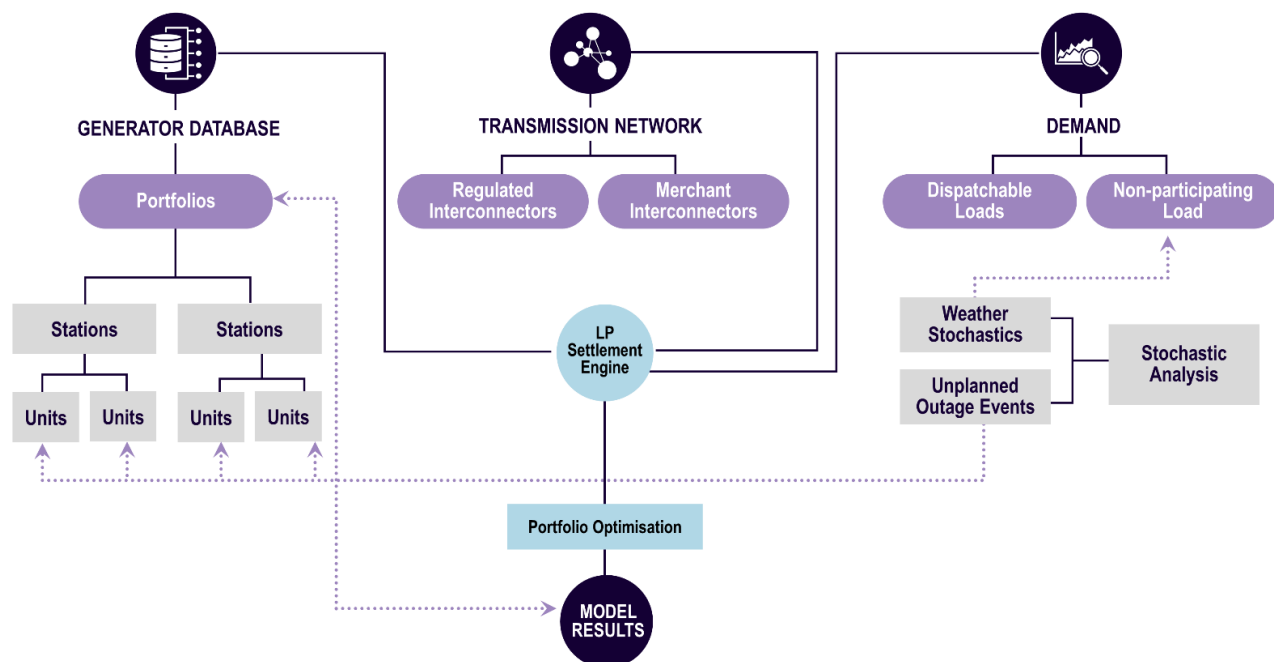 GENERATOR DATABASE
TRANSMISSION NETWORK
DEMAND
Portfolios
Regulated
Interconnectors
Merchant
Interconnectors
Dispatchable
Loads
Non-participating
Load
Stations
Stations
Units
Units
Units
Units
LP
Settlement
Engine
Weather
Stochastics
Unplanned
Outage Events
Stochastic
Analysis
Portfolio Optimisation
MODEL
RESULTS